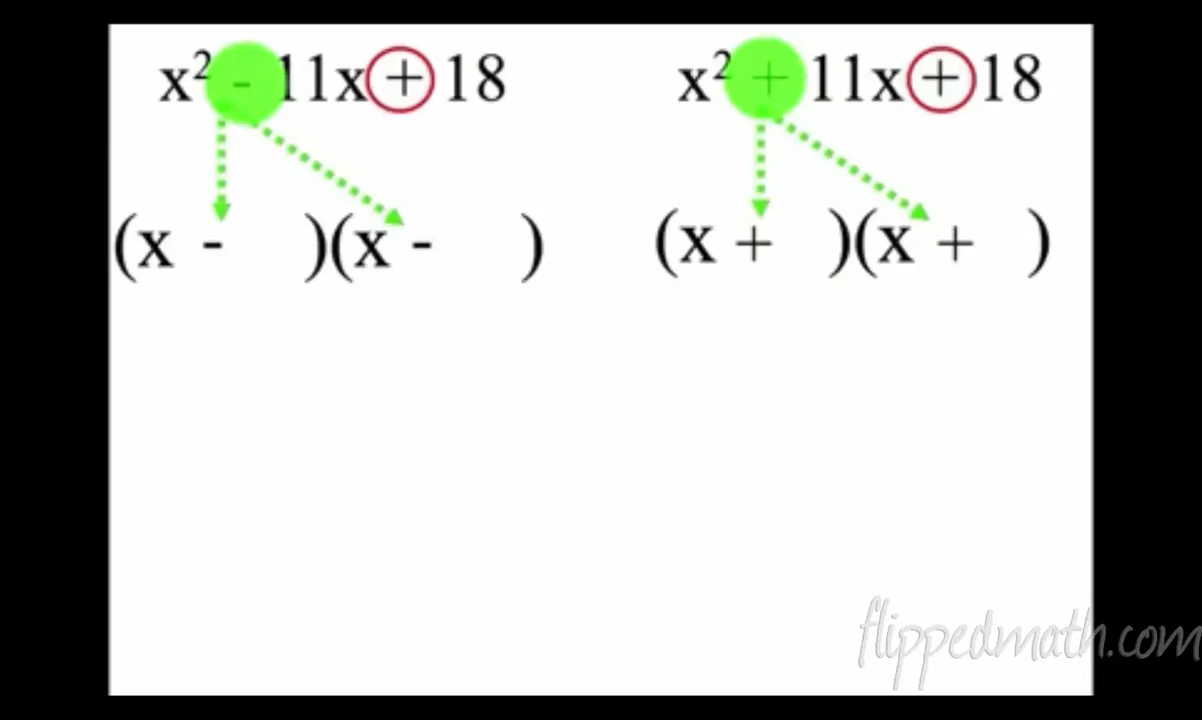 x² - 11x + 18
x² + 11x + 18
(x -   )(x -   )
(x +   )(x +   )
flippedmath.com